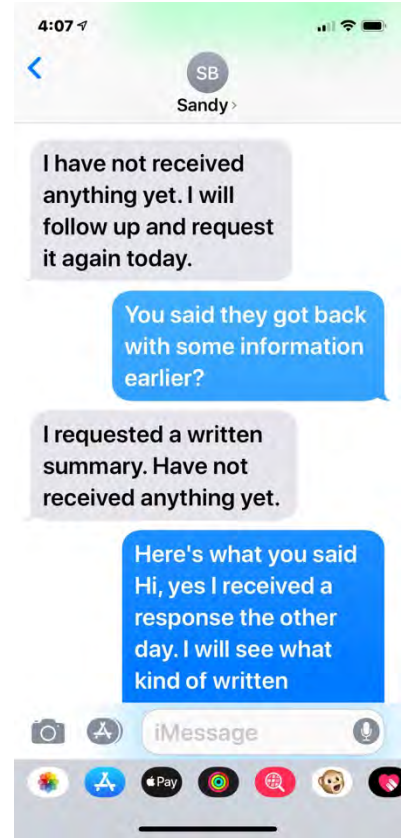 4:07
SB
Sandy
I have not received
anything yet. I will
follow up and request
it again today.
You said they got back
with some information
earlier?
I requested a written
summary. Have not
received anything yet.
Here's what you said
Hi, yes I received a
response the other
day. I will see what
kind of written
iMessage
Pay